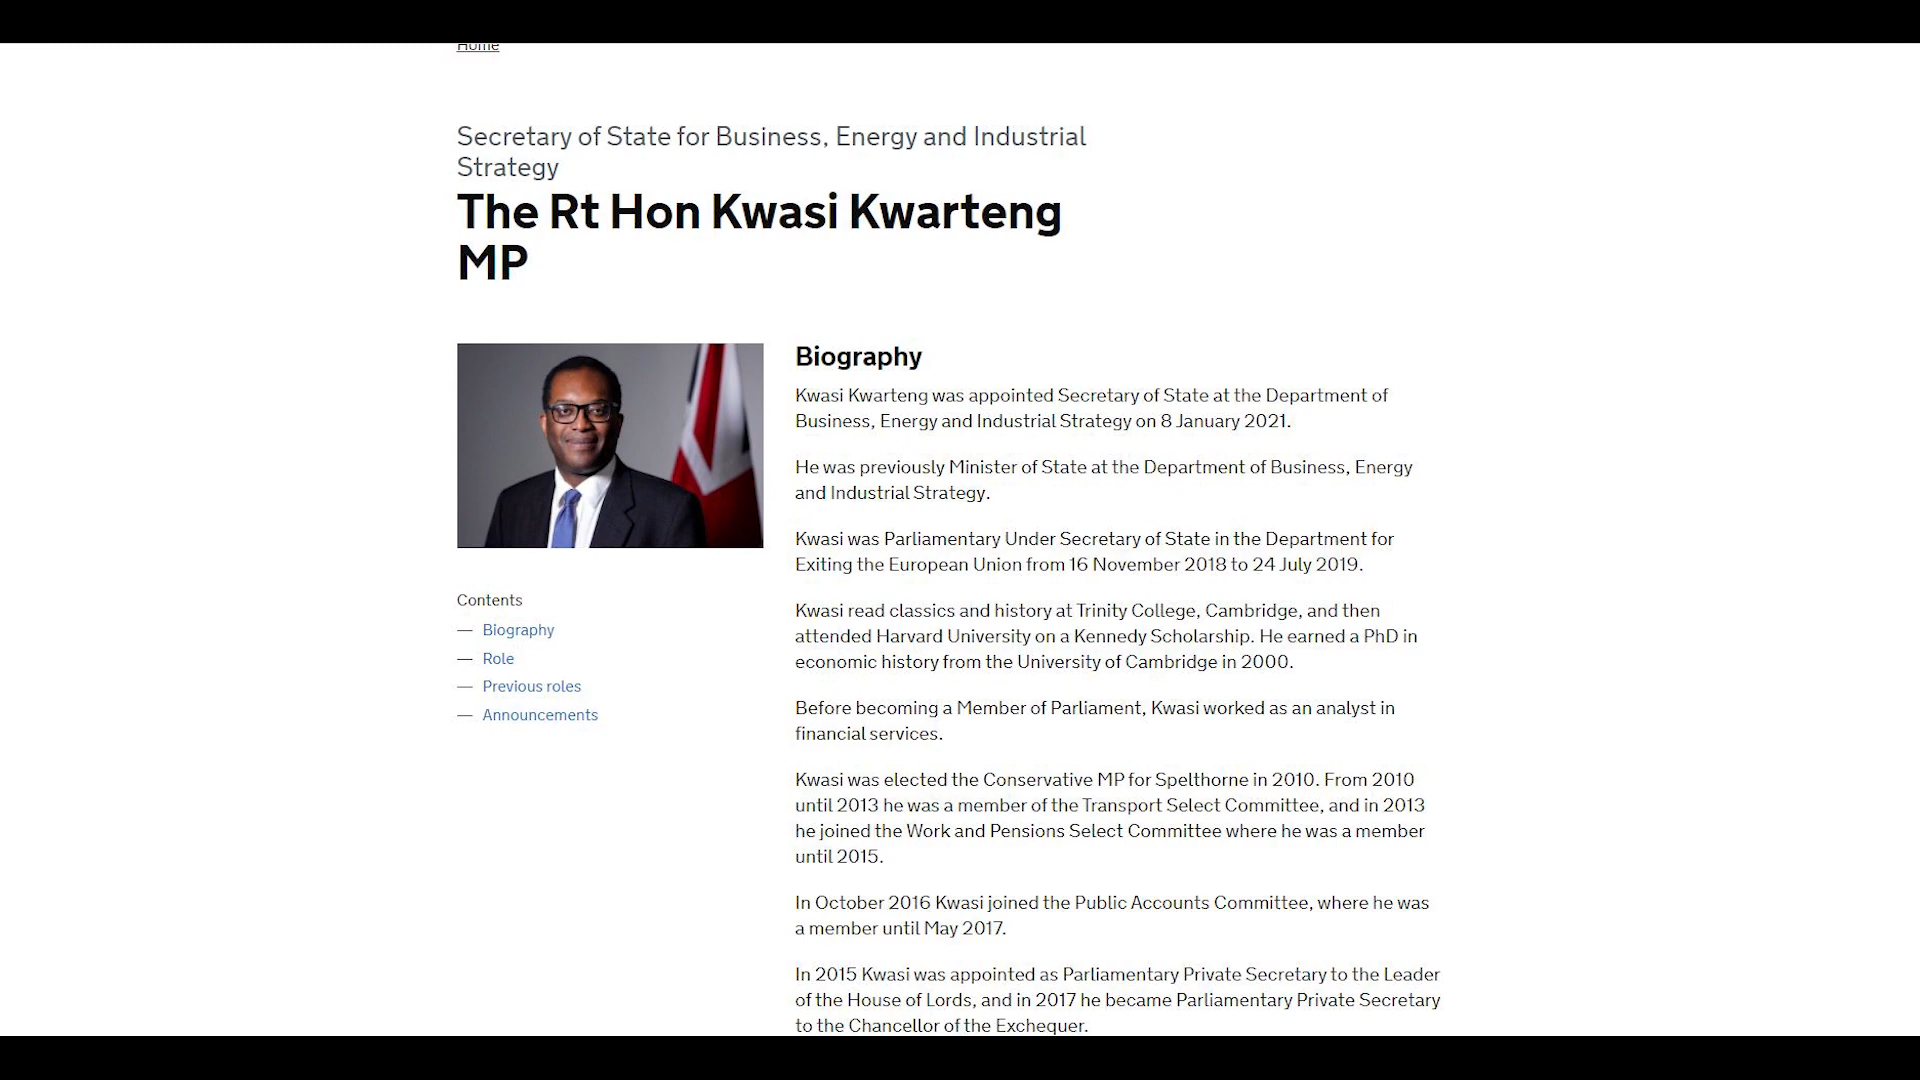 Home
Secretary of State for Business, Energy and Industrial
Strategy
The Rt Hon Kwasi Kwarteng
MP
Biography
Kwasi Kwarteng was appointed Secretary of State at the Department of
Business, Energy and Industrial Strategy on 8 January 2021.
He was previously Minister of State at the Department of Business, Energy
and Industrial Strategy.
Kwasi was Parliamentary Under Secretary of State in the Department for
Exiting the European Union from 16 November 2018 to 24 July 2019.
Kwasi read classics and history at Trinity College, Cambridge, and then
attended Harvard University on a Kennedy Scholarship. He earned a PhD in
economic history from the University of Cambridge in 2000.
Before becoming a Member of Parliament, Kwasi worked as an analyst in
financial services.
Kwasi was elected the Conservative MP for Spelthorne in 2010. From 2010
until 2013 he was a member of the Transport Select Committee, and in 2013
he joined the Work and Pensions Select Committee where he was a member
until 2015.
In October 2016 Kwasi joined the Public Accounts Committee, where he was
a member until May 2017.
In 2015 Kwasi was appointed as Parliamentary Private Secretary to the Leader
of the House of Lords, and in 2017 he became Parliamentary Private Secretary
to the Chancellor of the Exchequer.
Contents
— Biography
— Role
— Previous roles
— Announcements